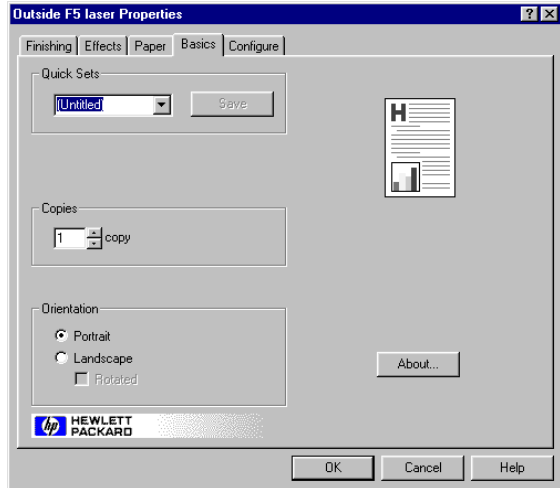 Outside F5 laser Properties
Finishing Effects Paper Basics Configure
Quick Sets
(Untitled) Save
H
Copies
1 copy
Orientation
Portrait
Landscape
Rotated
About...
hp HEWLETT
PACKARD
OK Cancel Help